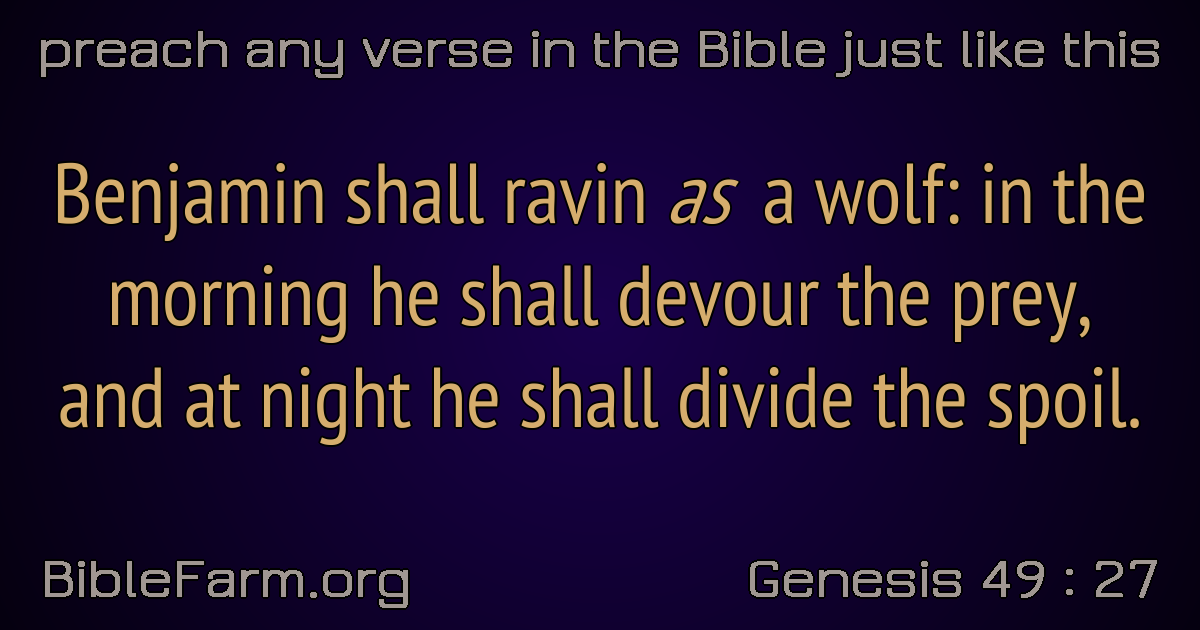 preach any verse in the Bible just like this
Benjamin shall ravin as a wolf: in the
morning he shall devour the prey,
and at night he shall divide the spoil.
BibleFarm.org
Genesis 49 : 27